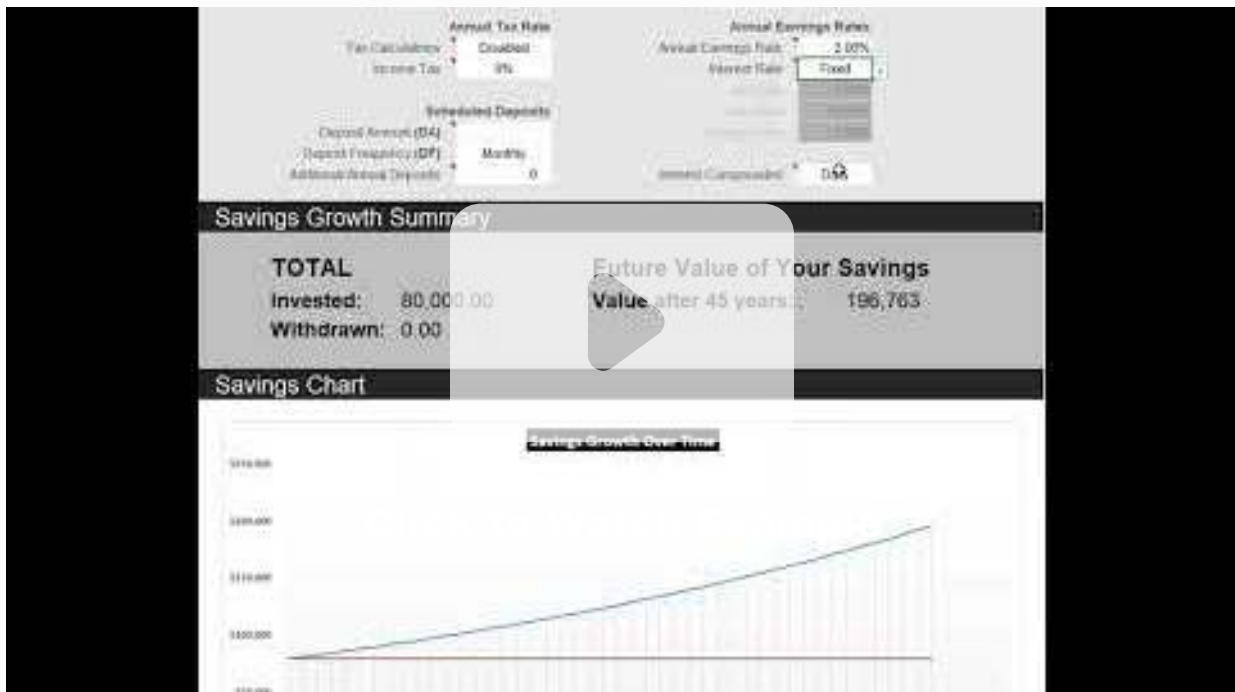 Annual Tax Rate
Annual Earnings Rates
Tax Calculation Disabled
Annual Earnings Rate 2.00%
Income Tax 0%
Interest Rate Fixed
Scheduled Deposits
Deposit Amount (DA)
Deposit Frequency (DF) Monthly
Additional Annual Deposits 0
Interest Compounded
Savings Growth Summary
TOTAL
Future Value of Your Savings
Invested: 80,000.00
Value after 45 years: 196,763
Withdrawn: 0.00
Savings Chart
Savings Growth Over Time